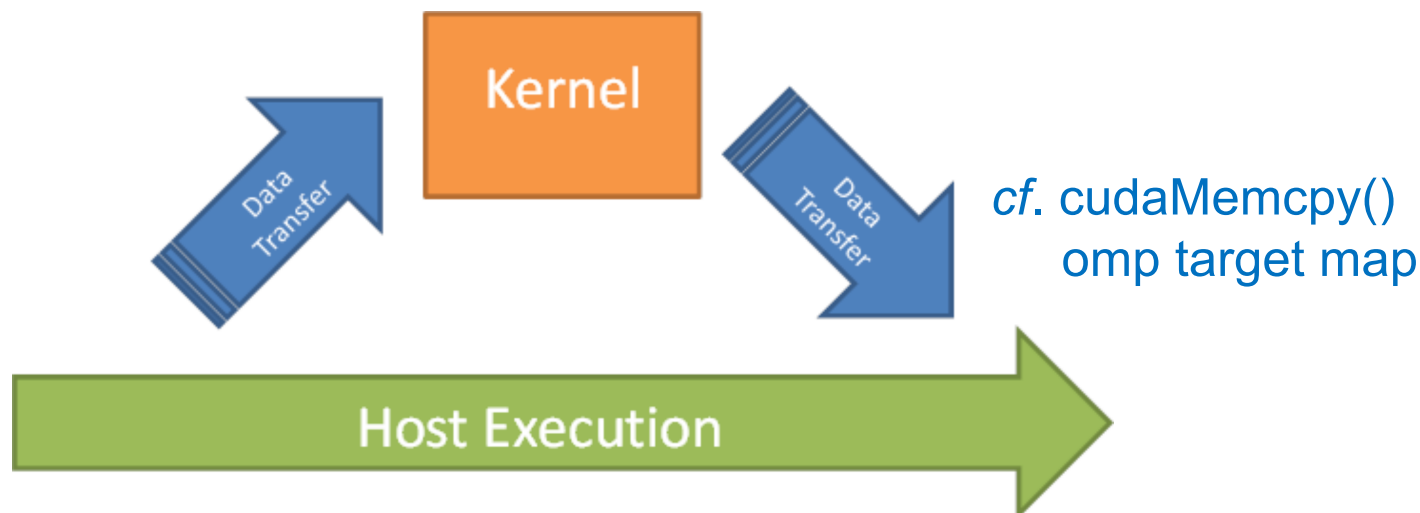 Kernel
Data
Transfer
Data
Transfer
cf. cudaMemcpy()
omp target map
Host Execution